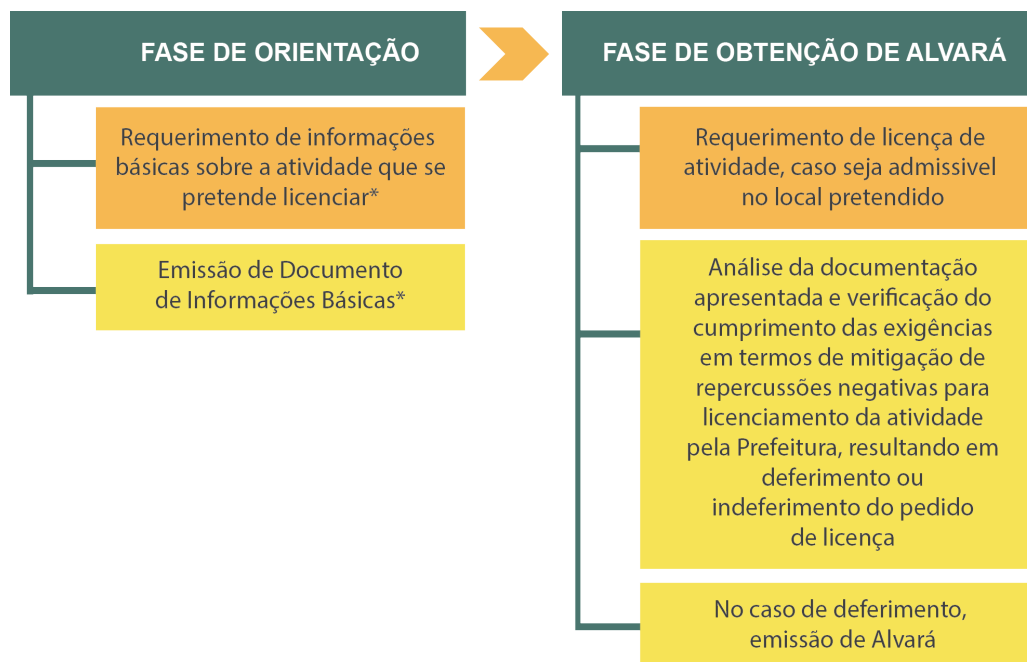 FASE DE ORIENTAÇÃO
Requerimento de informações
básicas sobre a atividade que se
pretende licenciar*
Emissão de Documento
de Informações Básicas*
FASE DE OBTENÇÃO DE ALVARÁ
Requerimento de licença de
atividade, caso seja admissivel
no local pretendido
Análise da documentação
apresentada e verificação do
cumprimento das exigências
em termos de mitigação de
repercussões negativas para
licenciamento da atividade
pela Prefeitura, resultando em
deferimento ou
indeferimento do pedido
de licença
No caso de deferimento,
emissão de Alvará